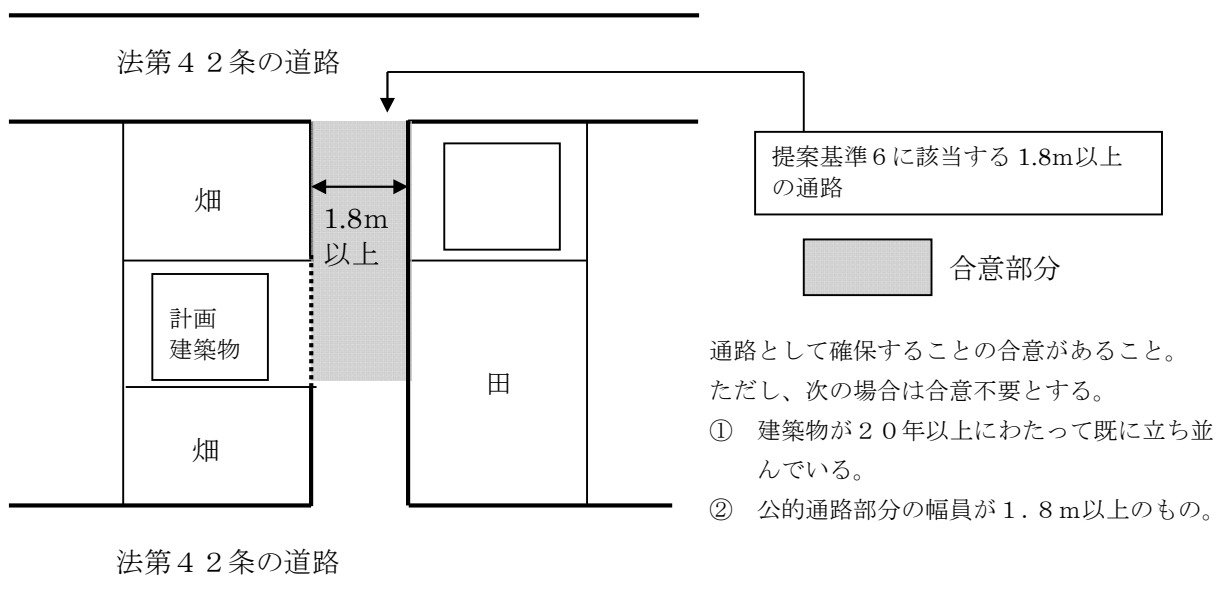 法第４２条の道路
提案基準６に該当する 1.8m以上
の通路
畑
1.8m
以上
合意部分
計画
建築物
田
畑
通路として確保することの合意があること。
ただし、次の場合は合意不要とする。
① 建築物が２０年以上にわたって既に立ち並
んでいる。
② 公的通路部分の幅員が１.８m以上のもの。
法第４２条の道路